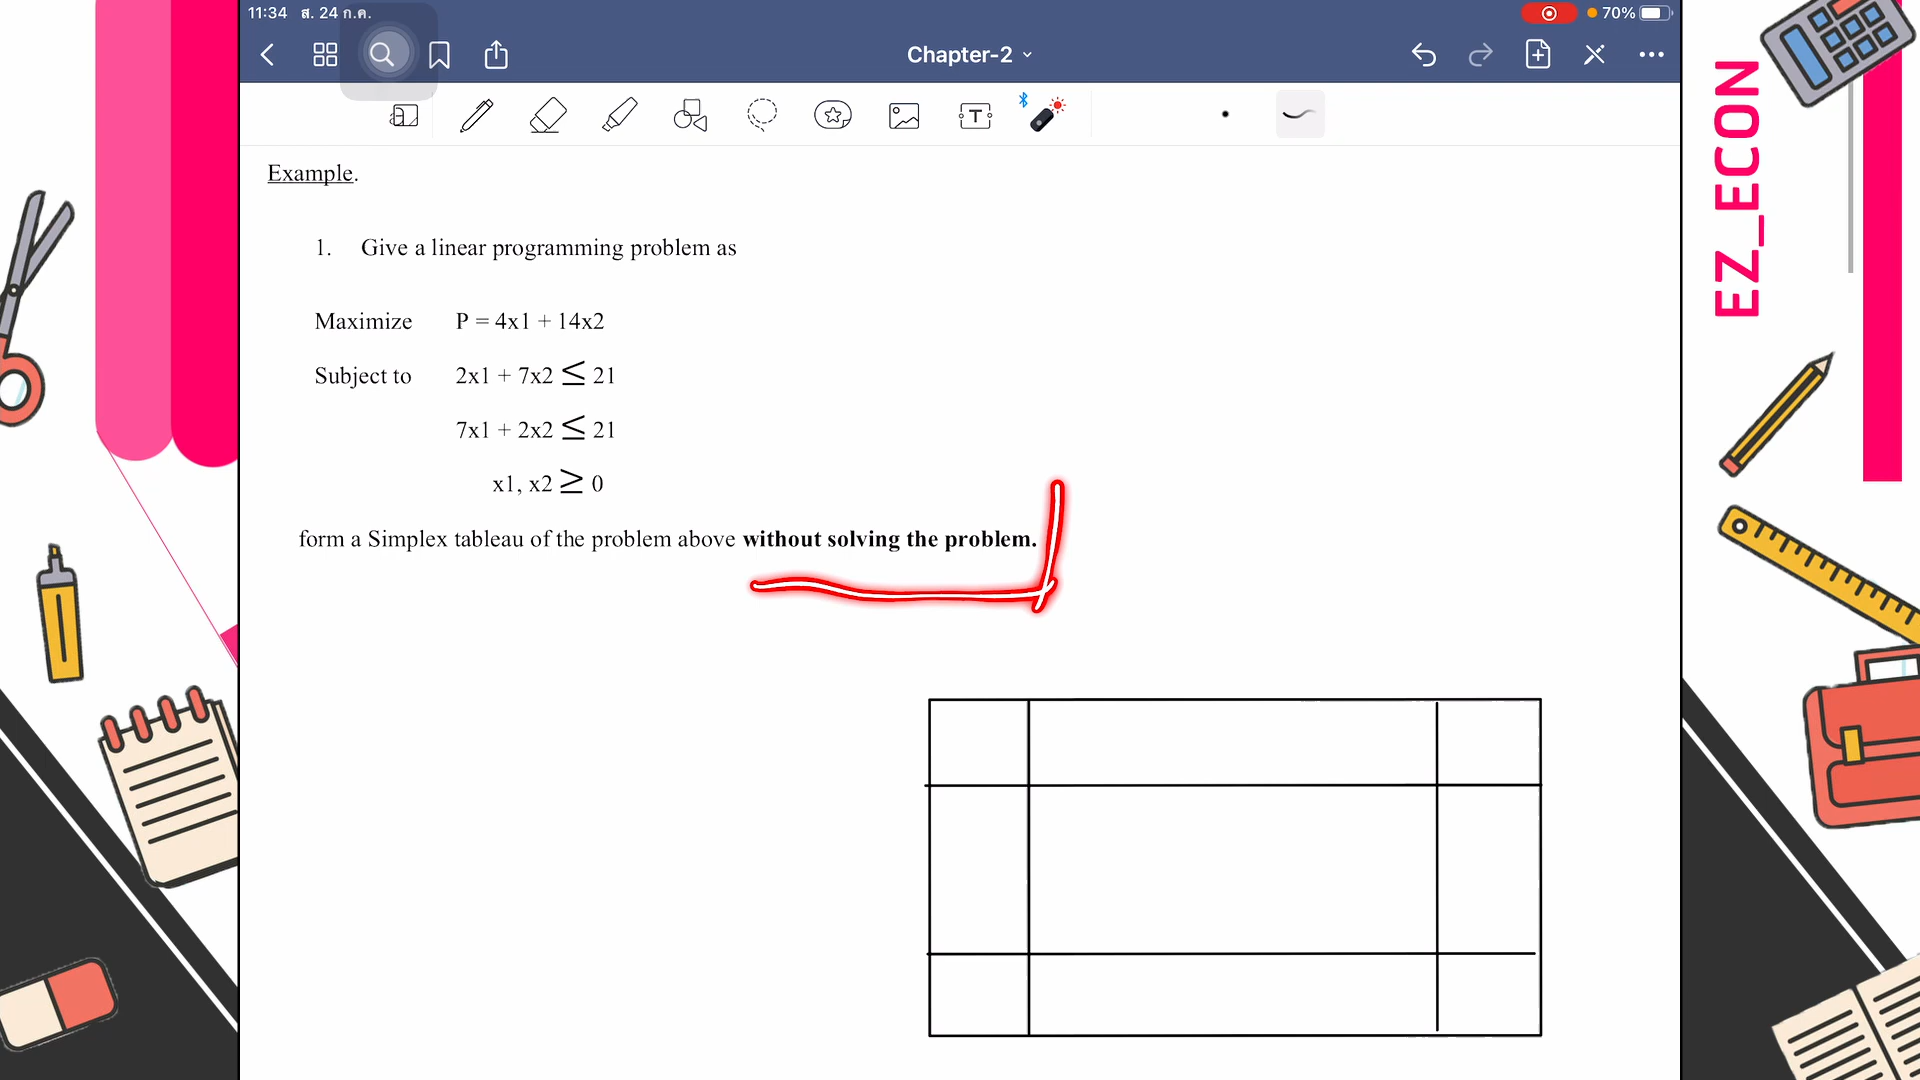 11:34 ส. 24 ก.ค.
70%
Chapter-2
Example.
1. Give a linear programming problem as
Maximize P = 4x1 + 14x2
Subject to 2x1 + 7x2 ≤ 21
7x1 + 2x2 ≤ 21
x1, x2 ≥ 0
form a Simplex tableau of the problem above without solving the problem.
EZ_ECON